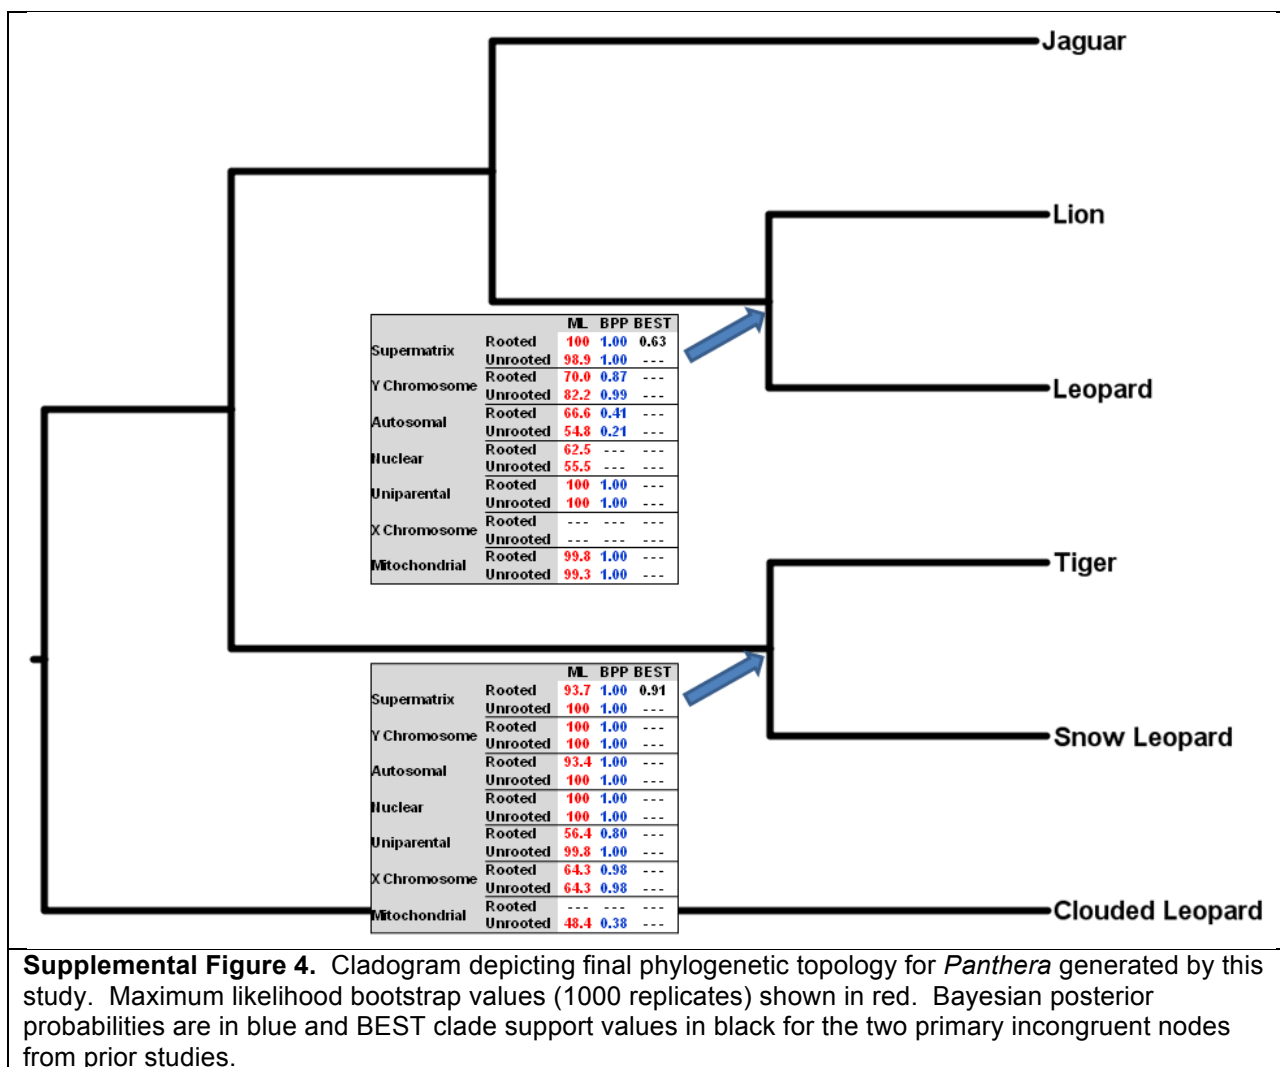 Jaguar
Lion
ML BPP BEST
Supermatrix Rooted 100 1.00 0.63
Unrooted 98.9 1.00 ---
Y Chromosome Rooted 70.0 0.87 ---
Unrooted 82.2 0.99 ---
Autosomal Rooted 66.6 0.41 ---
Unrooted 54.8 0.21 ---
Nuclear Rooted 62.5 --- ---
Unrooted 55.5 --- ---
Uniparental Rooted 100 1.00 ---
Unrooted 100 1.00 ---
X Chromosome Rooted --- --- ---
Unrooted --- --- ---
Mitochondrial Rooted 99.8 1.00 ---
Unrooted 99.3 1.00 ---
Leopard
Tiger
ML BPP BEST
Supermatrix Rooted 93.7 1.00 0.91
Unrooted 100 1.00 ---
Y Chromosome Rooted 100 1.00 ---
Unrooted 100 1.00 ---
Autosomal Rooted 93.4 1.00 ---
Unrooted 100 1.00 ---
Nuclear Rooted 100 1.00 ---
Unrooted 100 1.00 ---
Uniparental Rooted 56.4 0.80 ---
Unrooted 99.8 1.00 ---
X Chromosome Rooted 64.3 0.98 ---
Unrooted 64.3 0.98 ---
Mitochondrial Rooted --- --- ---
Unrooted 48.4 0.38 ---
Snow Leopard
Clouded Leopard
Supplemental Figure 4. Cladogram depicting final phylogenetic topology for Panthera generated by this
study. Maximum likelihood bootstrap values (1000 replicates) shown in red. Bayesian posterior
probabilities are in blue and BEST clade support values in black for the two primary incongruent nodes
from prior studies.